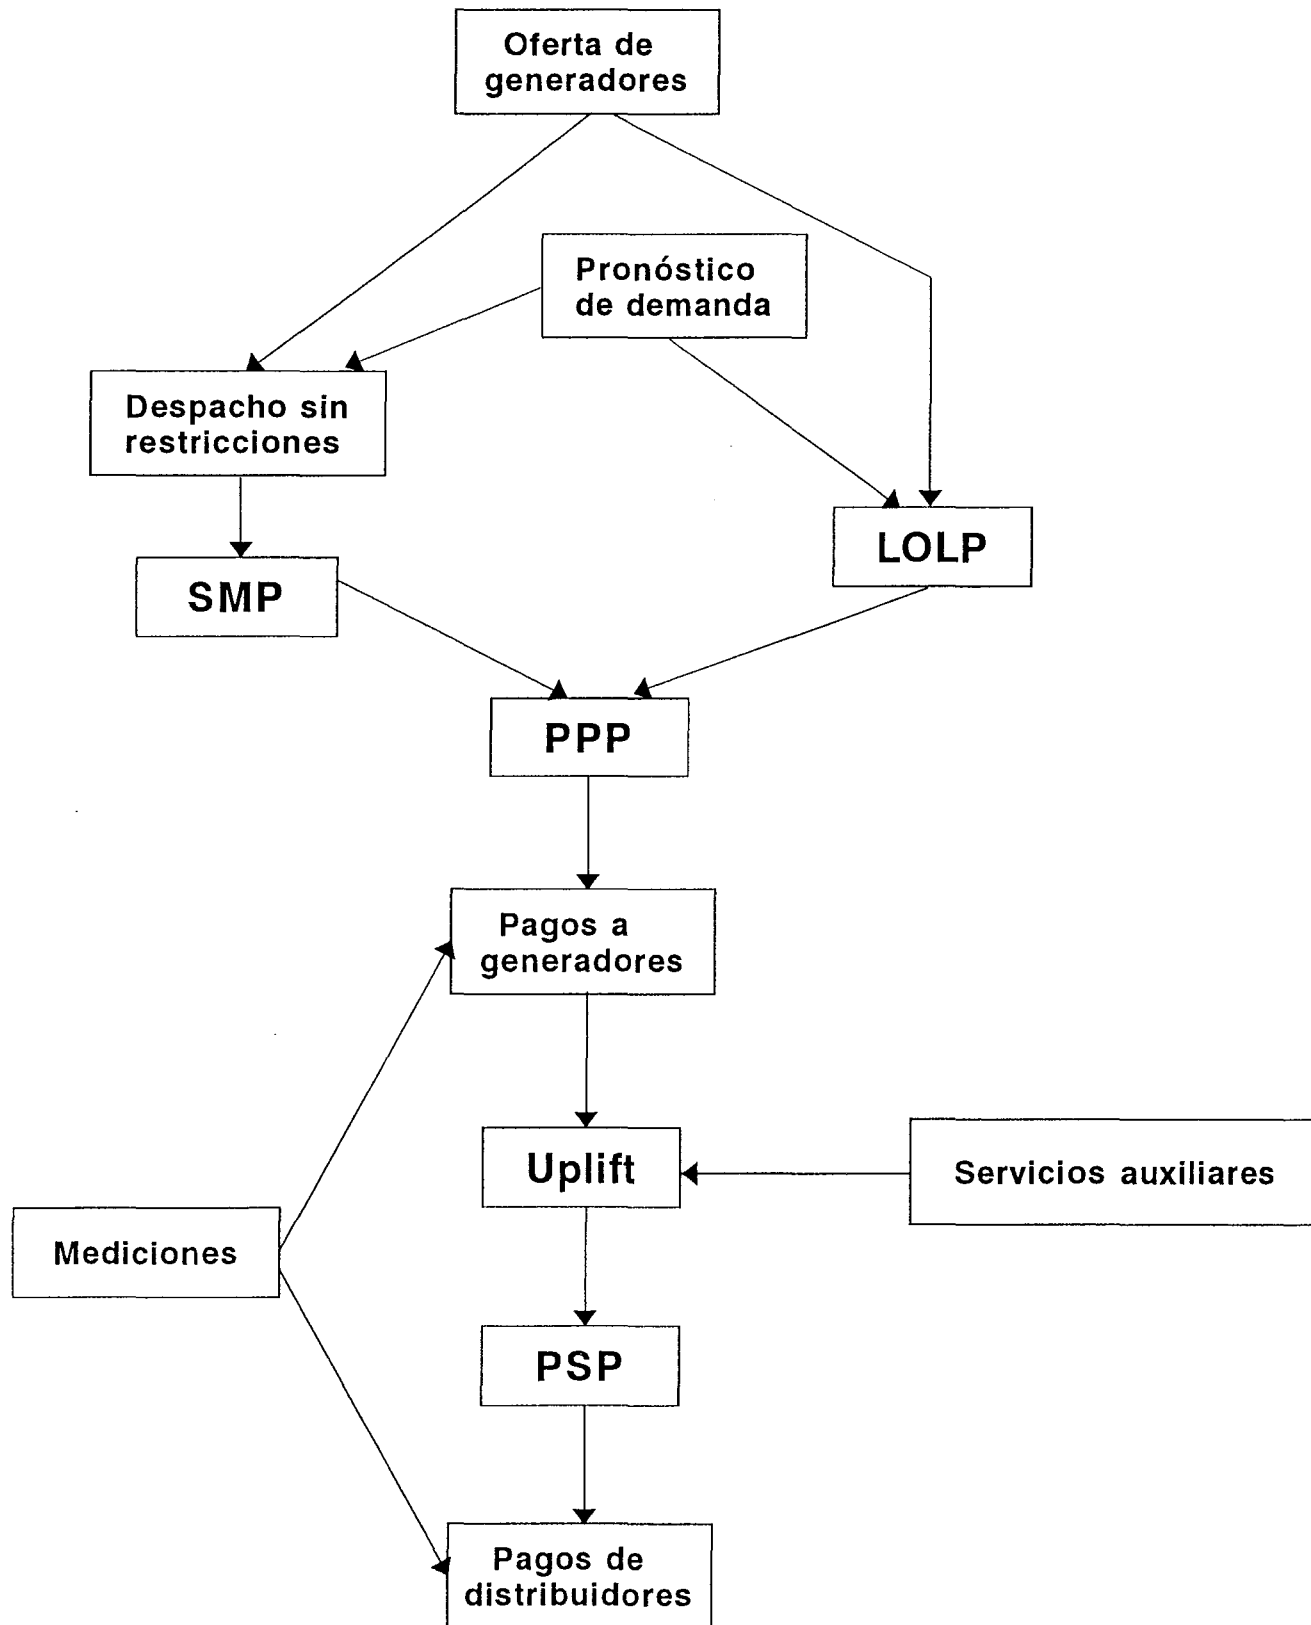 Oferta de
generadores
Pronóstico
de demanda
Despacho sin
restricciones
LOLP
SMP
PPP
Pagos a
generadores
Uplift
Servicios auxiliares
Mediciones
PSP
Pagos de
distribuidores